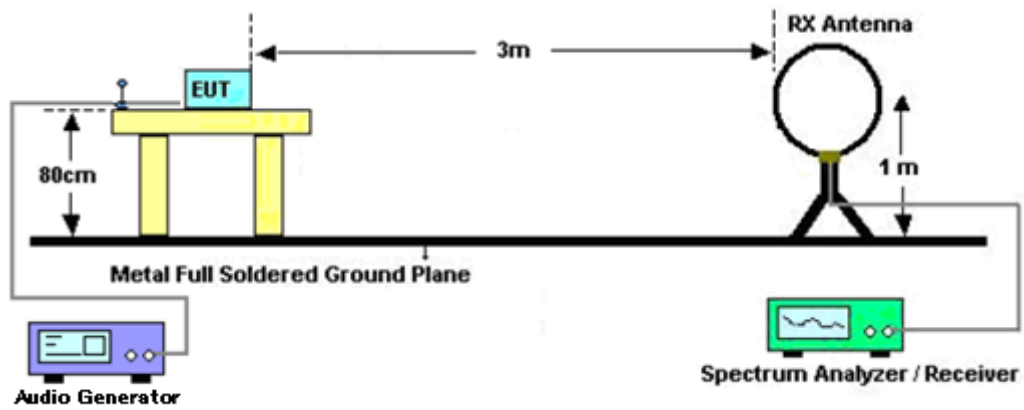 RX Antenna
3m
EUT
80cm
1 m
Metal Full Soldered Ground Plane
Spectrum Analyzer / Receiver
Audio Generator